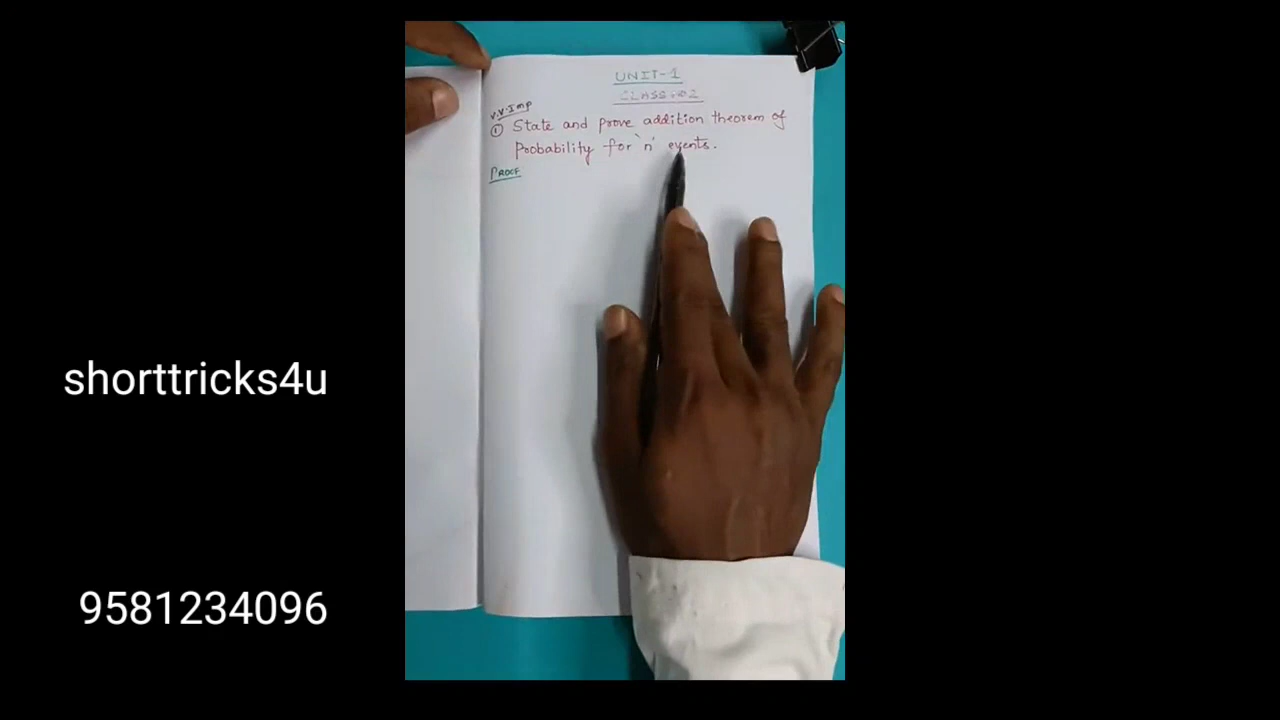 UNIT-1
CLASS:02
V.V.Imp
① State and prove addition theorem of
Probability for `n' events.
PROOF
shorttricks4u
9581234096